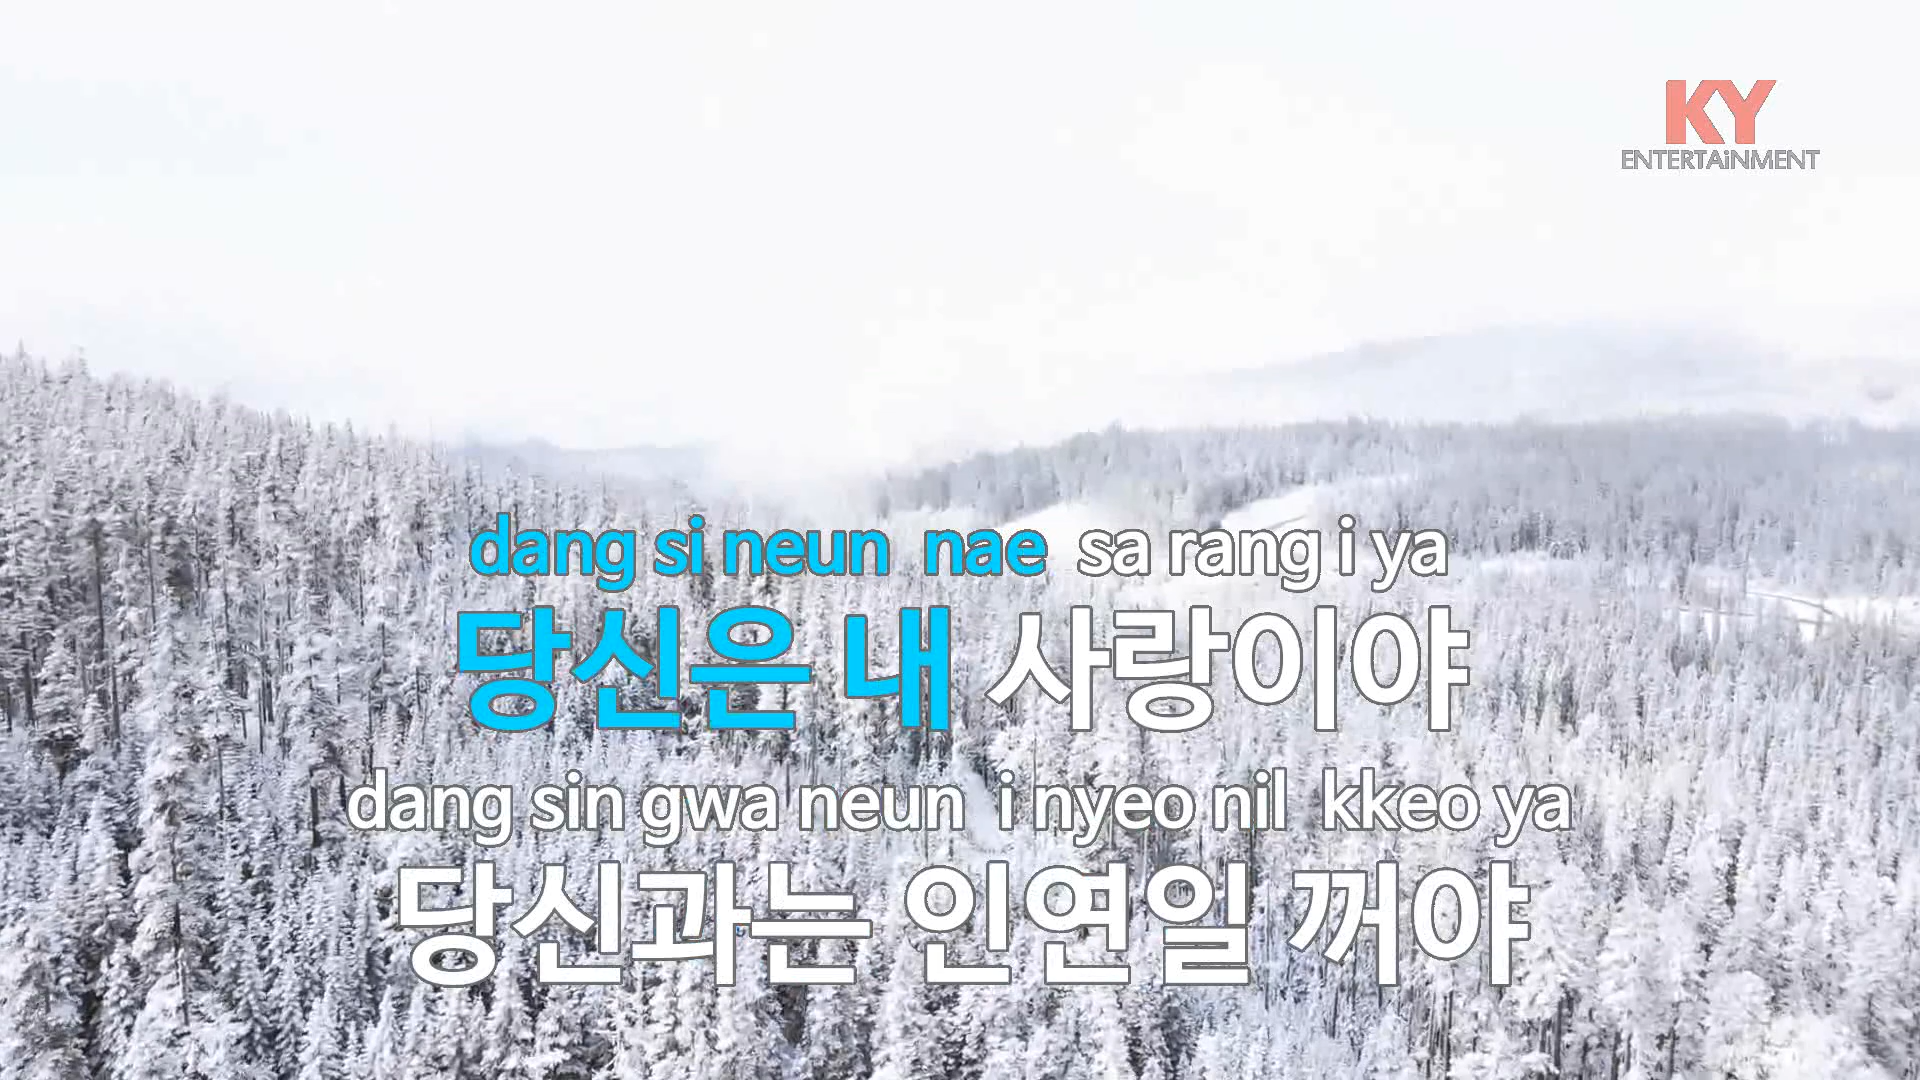 KY
ENTERTAiNMENT
dang si neun nae sa rang i ya
당신은 내 사랑이야
dang sin gwa neun i nyeo nil kkeo ya
당신과는 인연일 꺼야